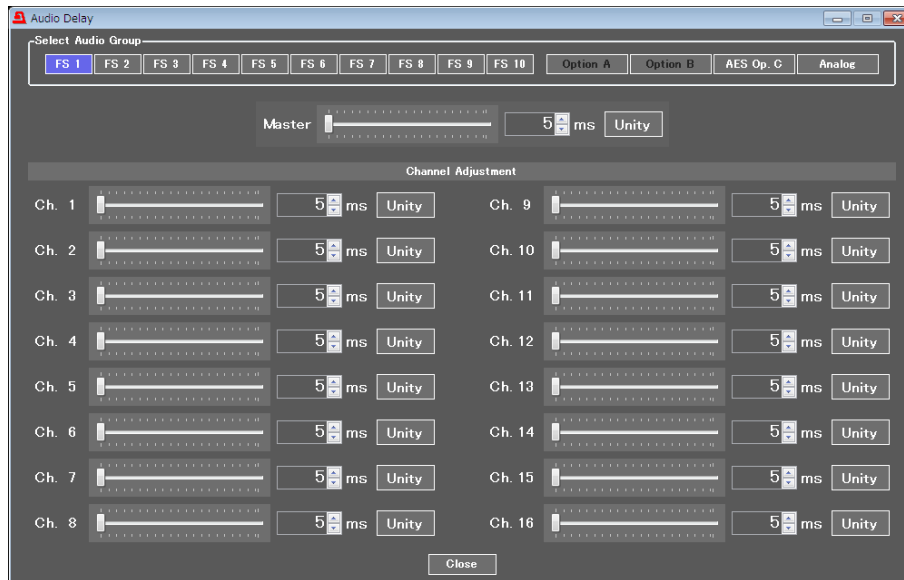 Audio Delay
Select Audio Group
FS 1 FS 2 FS 3 FS 4 FS 5 FS 6 FS 7 FS 8 FS 9 FS 10 Option A Option B AES Op. C Analog
Master 5 ms Unity
Channel Adjustment
Ch. 1 5 ms Unity Ch. 9 5 ms Unity
Ch. 2 5 ms Unity Ch. 10 5 ms Unity
Ch. 3 5 ms Unity Ch. 11 5 ms Unity
Ch. 4 5 ms Unity Ch. 12 5 ms Unity
Ch. 5 5 ms Unity Ch. 13 5 ms Unity
Ch. 6 5 ms Unity Ch. 14 5 ms Unity
Ch. 7 5 ms Unity Ch. 15 5 ms Unity
Ch. 8 5 ms Unity Ch. 16 5 ms Unity
Close